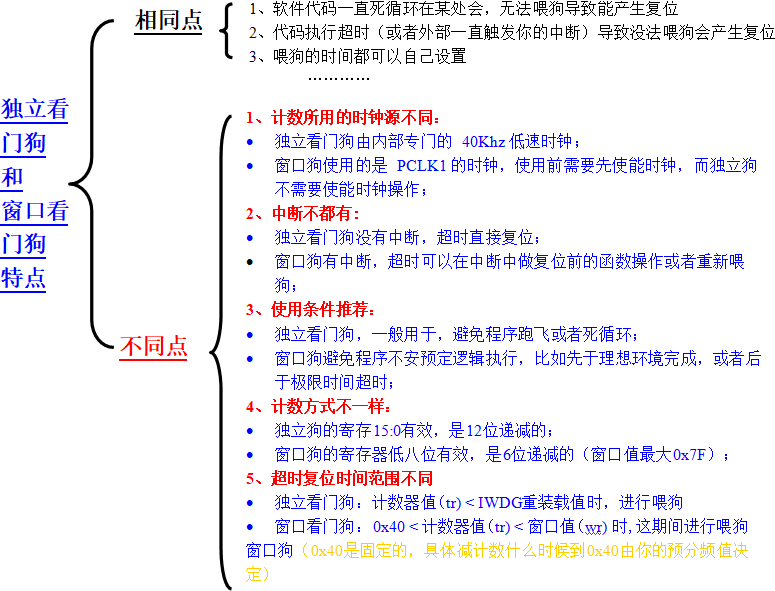 独立看
门狗
和
窗口看
门狗
特点
相同点
1、软件代码一直死循环在某处会，无法喂狗导致能产生复位
2、代码执行超时（或者外部一直触发你的中断）导致没法喂狗会产生复位
3、喂狗的时间都可以自己设置
…………
不同点
1、计数所用的时钟源不同：
● 独立看门狗由内部专门的 40Khz 低速时钟；
● 窗口狗使用的是 PCLK1 的时钟，使用前需要先使能时钟，而独立狗
不需要使能时钟操作；
2、中断不都有：
● 独立看门狗没有中断，超时直接复位；
● 窗口狗有中断，超时可以在中断中做复位前的函数操作或者重新喂
狗；
3、使用条件推荐：
● 独立看门狗，一般用于，避免程序跑飞或者死循环；
● 窗口狗避免程序不安预定逻辑执行，比如先于理想环境完成，或者后
于极限时间超时；
4、计数方式不一样：
● 独立狗的寄存15:0有效，是12位递减的；
● 窗口狗的寄存器低八位有效，是6位递减的（窗口值最大0x7F）；
5、超时复位时间范围不同
● 独立看门狗：计数器值(tr) < IWDG重装载值时，进行喂狗
● 窗口看门狗：0x40 < 计数器值(tr) < 窗口值(wr) 时,这期间进行喂狗
窗口狗（0x40是固定的，具体减计数什么时候到0x40由你的预分频值决
定）